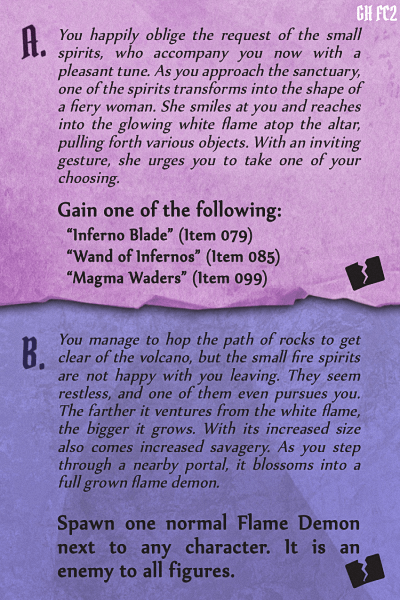 GH FC2
A.
You happily oblige the request of the small
spirits, who accompany you now with a
pleasant tune. As you approach the sanctuary,
one of the spirits transforms into the shape of
a fiery woman. She smiles at you and reaches
into the glowing white flame atop the altar,
pulling forth various objects. With an inviting
gesture, she urges you to take one of your
choosing.
Gain one of the following:
“Inferno Blade” (Item 079)
“Wand of Infernos” (Item 085)
“Magma Waders” (Item 099)
B.
You manage to hop the path of rocks to get
clear of the volcano, but the small fire spirits
are not happy with you leaving. They seem
restless, and one of them even pursues you.
The farther it ventures from the white flame,
the bigger it grows. With its increased size
also comes increased savagery. As you step
through a nearby portal, it blossoms into a
full grown flame demon.
Spawn one normal Flame Demon
next to any character. It is an
enemy to all figures.